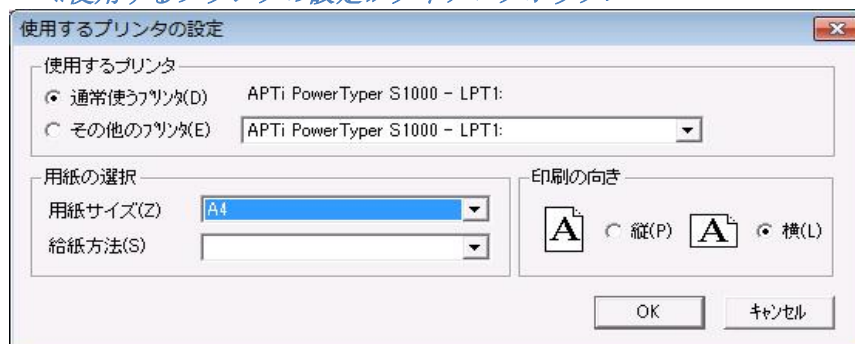 使用するプリンタの設定
使用するプリンタ
通常使うプリンタ(D) APTi PowerTyper S1000 - LPT1:
その他のプリンタ(E) APTi PowerTyper S1000 - LPT1:
用紙の選択
用紙サイズ(Z) A4
給紙方法(S)
印刷の向き
A 縦(P) A 横(L)
OK キャンセル